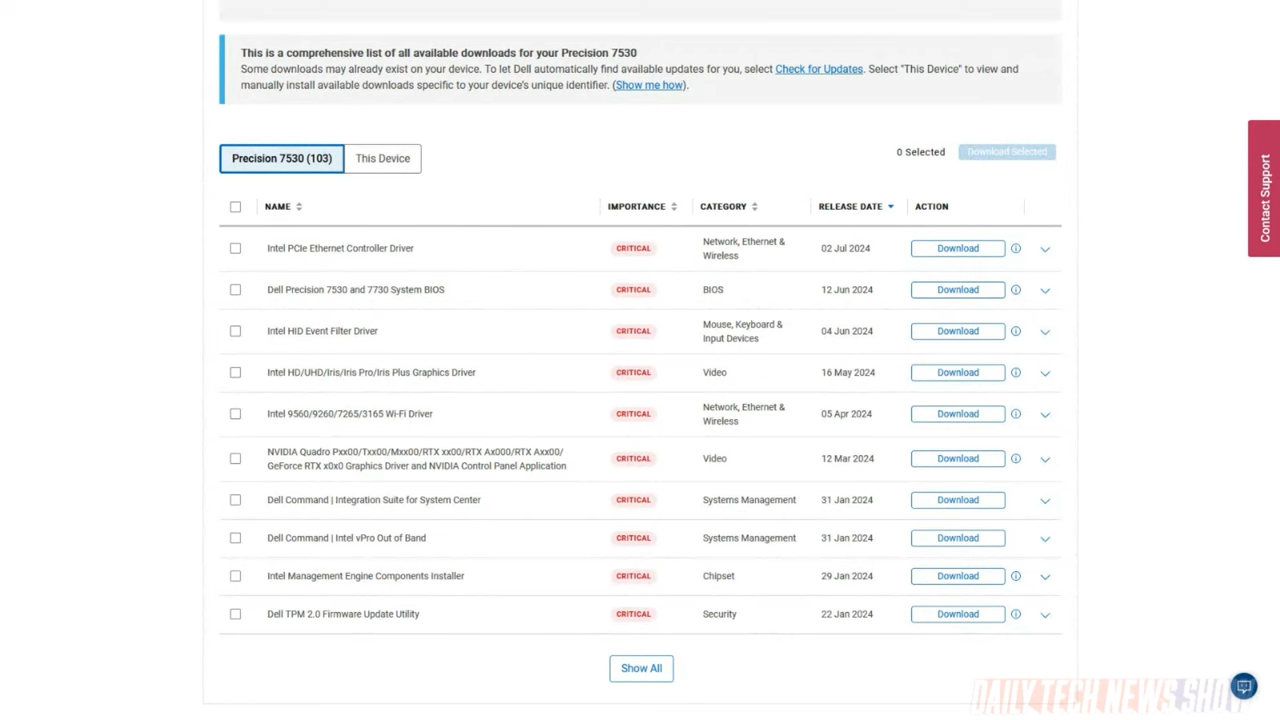 This is a comprehensive list of all available downloads for your Precision 7530
Some downloads may already exist on your device. To let Dell automatically find available updates for you, select Check for Updates. Select "This Device" to view and
manually install available downloads specific to your device's unique identifier. (Show me how).
Contact Support
Precision 7530 (103) This Device 0 Selected Download Selected
NAME IMPORTANCE CATEGORY RELEASE DATE ACTION
Intel PCIe Ethernet Controller Driver CRITICAL Network, Ethernet &
Wireless 02 Jul 2024 Download
Dell Precision 7530 and 7730 System BIOS CRITICAL BIOS 12 Jun 2024 Download
Intel HID Event Filter Driver CRITICAL Mouse, Keyboard &
Input Devices 04 Jun 2024 Download
Intel HD/UHD/Iris/Iris Pro/Iris Plus Graphics Driver CRITICAL Video 16 May 2024 Download
Intel 9560/9260/7265/3165 Wi-Fi Driver CRITICAL Network, Ethernet &
Wireless 05 Apr 2024 Download
NVIDIA Quadro Pxx00/Txx00/Mxx00/RTX xx00/RTX Ax000/RTX Axx00/
GeForce RTX x0x0 Graphics Driver and NVIDIA Control Panel Application CRITICAL Video 12 Mar 2024 Download
Dell Command | Integration Suite for System Center CRITICAL Systems Management 31 Jan 2024 Download
Dell Command | Intel vPro Out of Band CRITICAL Systems Management 31 Jan 2024 Download
Intel Management Engine Components Installer CRITICAL Chipset 29 Jan 2024 Download
Dell TPM 2.0 Firmware Update Utility CRITICAL Security 22 Jan 2024 Download
Show All
DAILY TECH NEWS SHOW